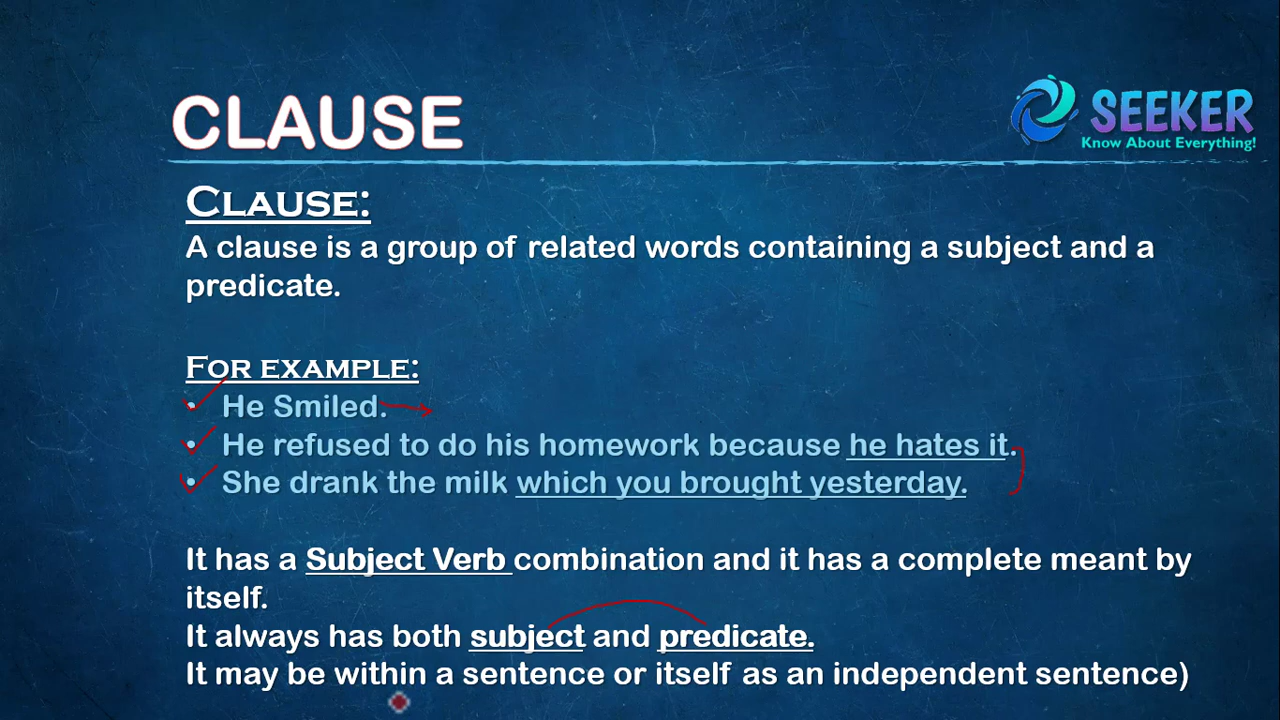 CLAUSE
SEEKER
Know About Everything!
CLAUSE:
A clause is a group of related words containing a subject and a
predicate.
FOR EXAMPLE:
• He Smiled.
• He refused to do his homework because he hates it.
• She drank the milk which you brought yesterday.
It has a Subject Verb combination and it has a complete meant by
itself.
It always has both subject and predicate.
It may be within a sentence or itself as an independent sentence)